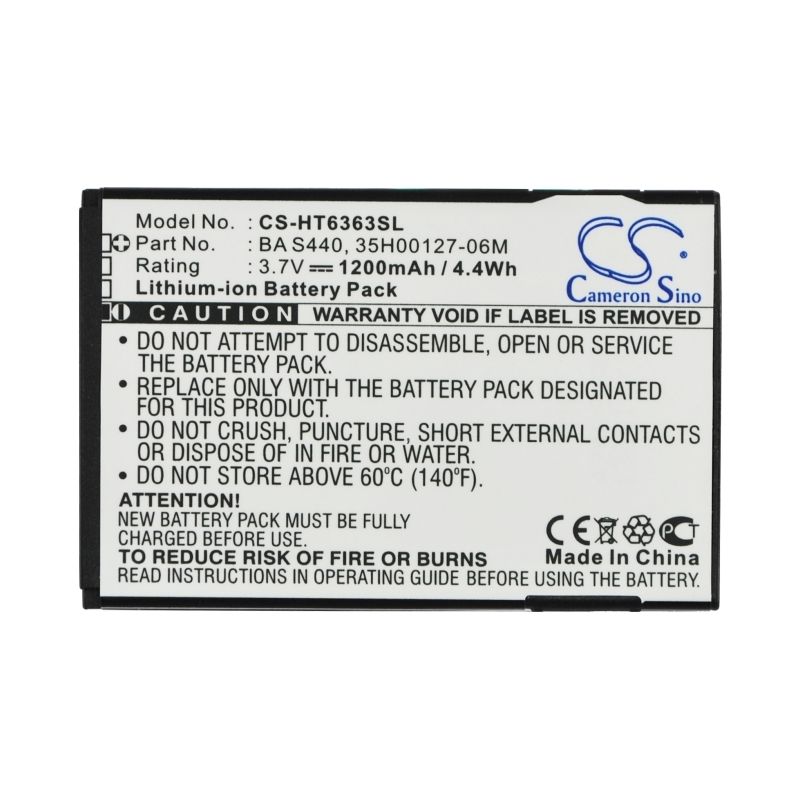 Model No. : CS-HT6363SL
Part No. : BA S440, 35H00127-06M
Rating : 3.7V 1200mAh / 4.4Wh
Lithium-ion Battery Pack
CS
Cameron Sino
CAUTION WARRANTY VOID IF LABEL IS REMOVED
• DO NOT ATTEMPT TO DISASSEMBLE, OPEN OR SERVICE
THE BATTERY PACK.
• REPLACE ONLY WITH THE BATTERY PACK DESIGNATED
FOR THIS PRODUCT.
• DO NOT CRUSH, PUNCTURE, SHORT EXTERNAL CONTACTS
OR DISPOSE OF IN FIRE OR WATER.
• DO NOT STORE ABOVE 60°C (140°F).
ATTENTION!
NEW BATTERY PACK MUST BE FULLY
CHARGED BEFORE USING.
TO REDUCE RISK OF FIRE OR BURNS
READ INSTRUCTIONS IN OPERATING GUIDE BEFORE USING THE BATTERY.
CE PCT
Made In China